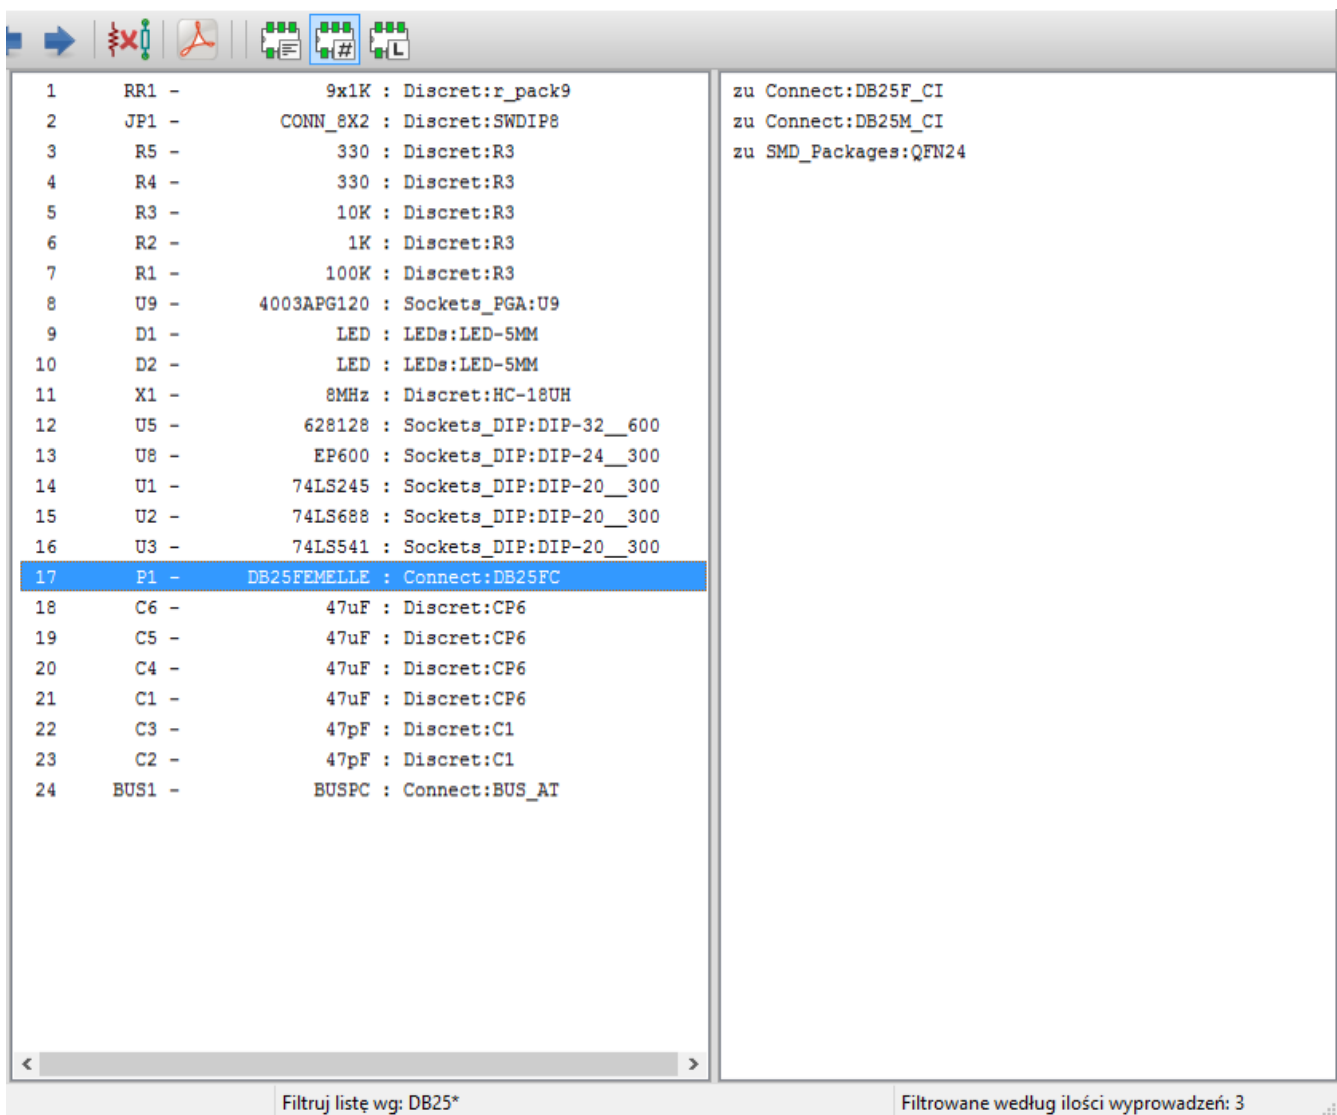 # L
1 RR1 - 9x1K : Discret:r_pack9
2 JP1 - CONN_8X2 : Discret:SWDIP8
3 R5 - 330 : Discret:R3
4 R4 - 330 : Discret:R3
5 R3 - 10K : Discret:R3
6 R2 - 1K : Discret:R3
7 R1 - 100K : Discret:R3
8 U9 - 4003APG120 : Sockets_PGA:U9
9 D1 - LED : LEDs:LED-5MM
10 D2 - LED : LEDs:LED-5MM
11 X1 - 8MHz : Discret:HC-18UH
12 U5 - 628128 : Sockets_DIP:DIP-32__600
13 U8 - EP600 : Sockets_DIP:DIP-24__300
14 U1 - 74LS245 : Sockets_DIP:DIP-20__300
15 U2 - 74LS688 : Sockets_DIP:DIP-20__300
16 U3 - 74LS541 : Sockets_DIP:DIP-20__300
17 P1 - DB25FEMELLE : Connect:DB25FC
18 C6 - 47uF : Discret:CP6
19 C5 - 47uF : Discret:CP6
20 C4 - 47uF : Discret:CP6
21 C1 - 47uF : Discret:CP6
22 C3 - 47pF : Discret:C1
23 C2 - 47pF : Discret:C1
24 BUS1 - BUSPC : Connect:BUS_AT
zu Connect:DB25F_CI
zu Connect:DB25M_CI
zu SMD_Packages:QFN24
Filtruj listę wg: DB25*
Filtrowane według ilości wyprowadzeń: 3